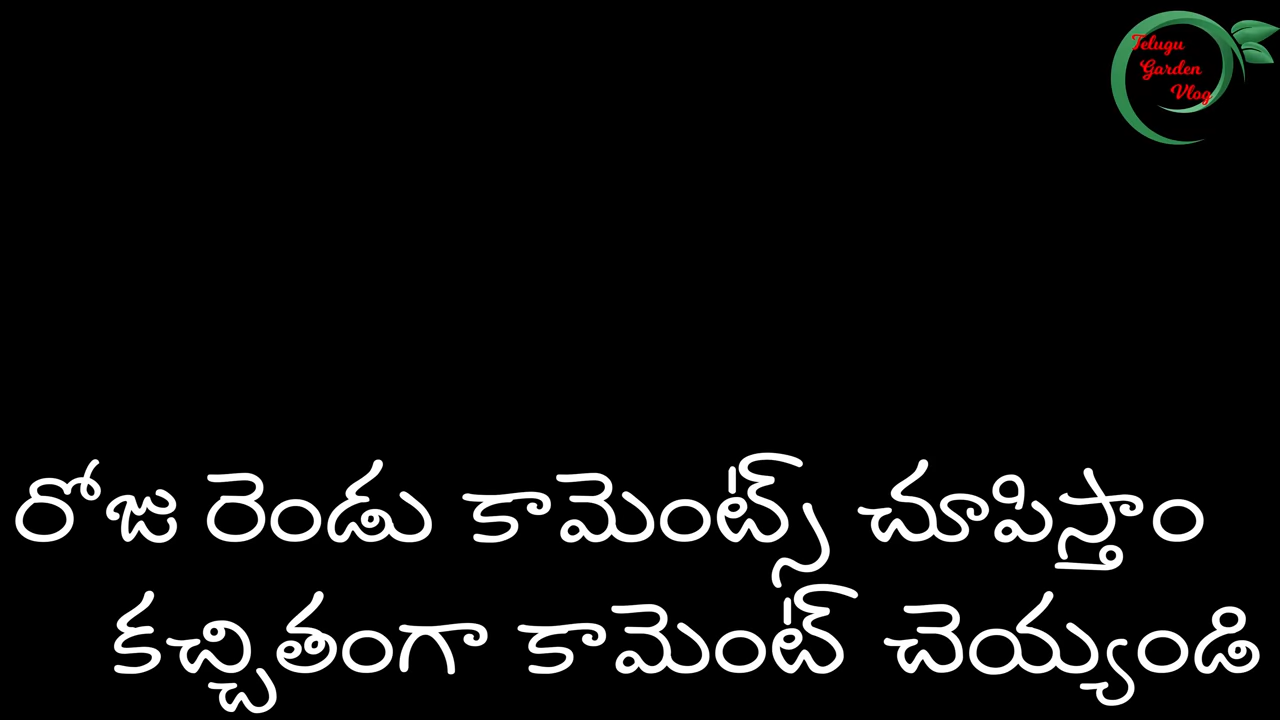 Telugu
Garden
Vlog
రోజు రెండు కామెంట్స్ చూపిస్తాం
కచ్చితంగా కామెంట్ చెయ్యండి